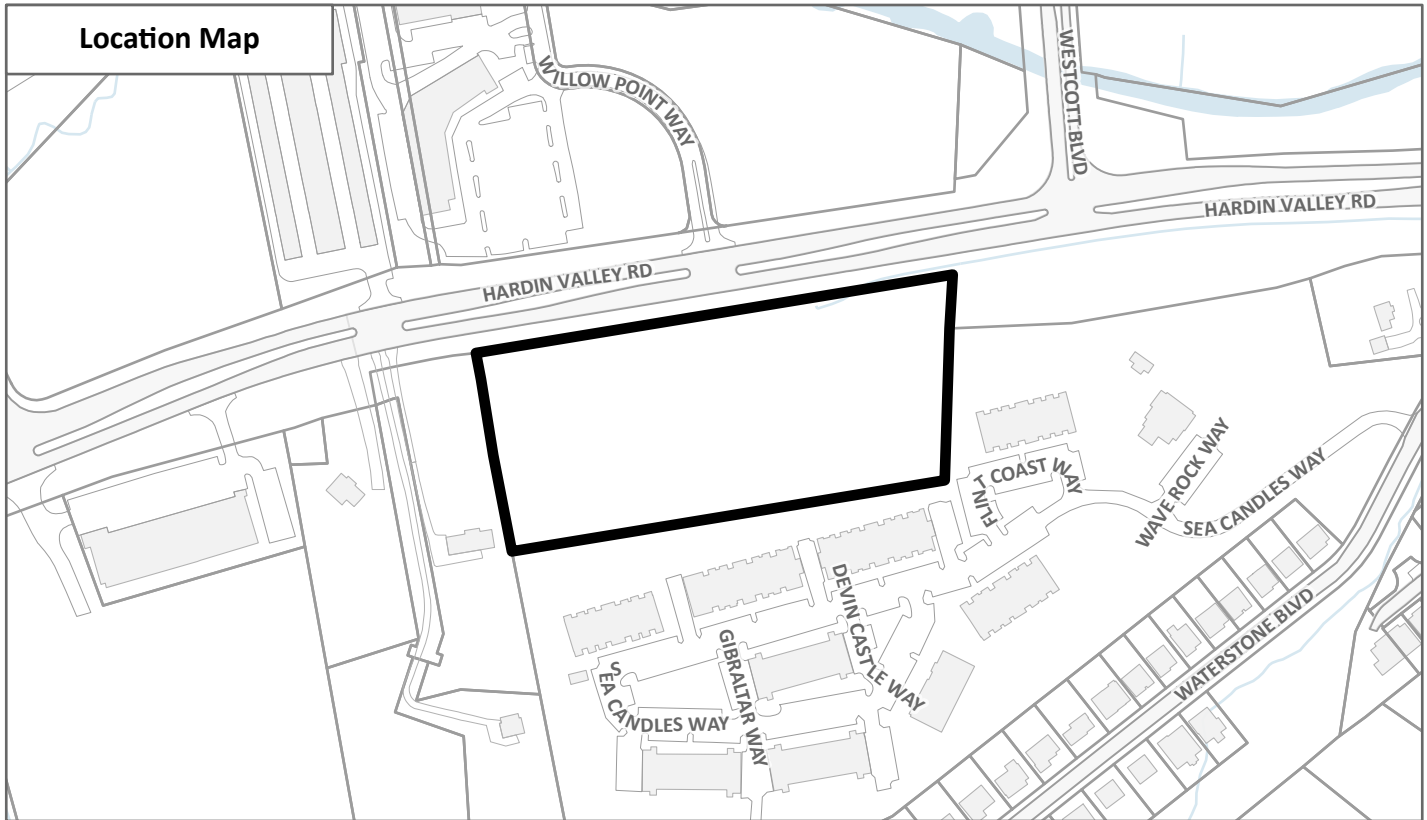 Location Map
WILLOW POINT WAY
WESTCOTT BLVD
HARDIN VALLEY RD
HARDIN VALLEY RD
FLINT COAST WAY
WAVE ROCK WAY
SEA CANDLES WAY
DEVIN CASTLE WAY
GIBRALTAR WAY
SEA CANDLES WAY
WATERSTONE BLVD